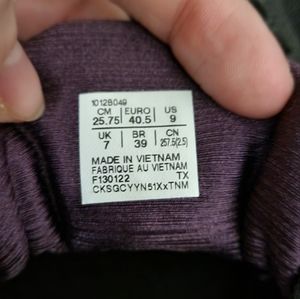 1012B049
CM EURO US
25.75 40.5 9
UK BR CN
7 39 257.5(2.5)
MADE IN VIETNAM
FABRIQUE AU VIETNAM
F130122 TX
CKSGCYYN51XxTNM